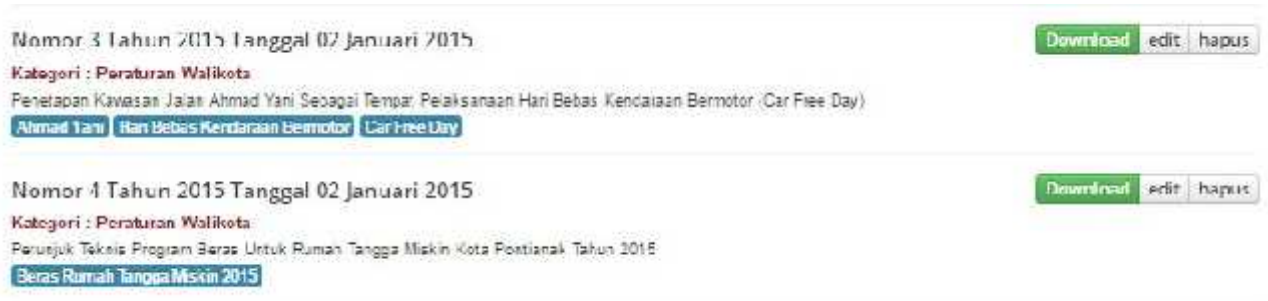 Nomor 3 Tahun 2015 Tanggal 02 Januari 2015
Download edit hapus
Kategori : Peraturan Walikota
Penetapan Kawasan Jalan Ahmad Yani Sebagai Tempat Pelaksanaan Hari Bebas Kendaraan Bermotor (Car Free Day)
Ahmad Yani Hari Bebas Kendaraan Bermotor Car Free Day
Nomor 4 Tahun 2015 Tanggal 02 Januari 2015
Download edit hapus
Kategori : Peraturan Walikota
Petunjuk Teknis Program Beras Untuk Rumah Tangga Miskin Kota Pontianak Tahun 2015
Beras Rumah Tangga Miskin 2015